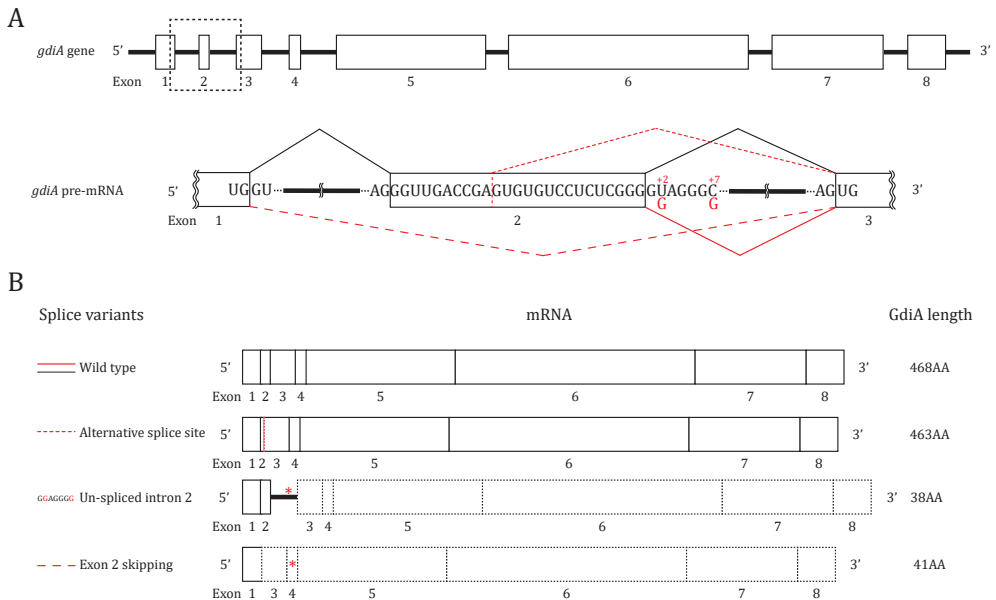 A
gdiA gene 5’ 3’
Exon 1 2 3 4 5 6 7 8
+2 +7
gdiA pre-mRNA 5’ UGGU AGGGUUGACCGAGUGUGUCCUCUCGGGGUAGGGC AGUG 3’
G G
Exon 1 2 3
B
Splice variants mRNA GdiA length
Wild type 5’ 3’ 468AA
Exon 1 2 3 4 5 6 7 8
Alternative splice site 5’ 3’ 463AA
Exon 1 2 3 4 5 6 7 8
GGAGGGG Un-spliced intron 2 5’ * 3’ 38AA
Exon 1 2 3 4 5 6 7 8
Exon 2 skipping 5’ * 3’ 41AA
Exon 1 3 4 5 6 7 8